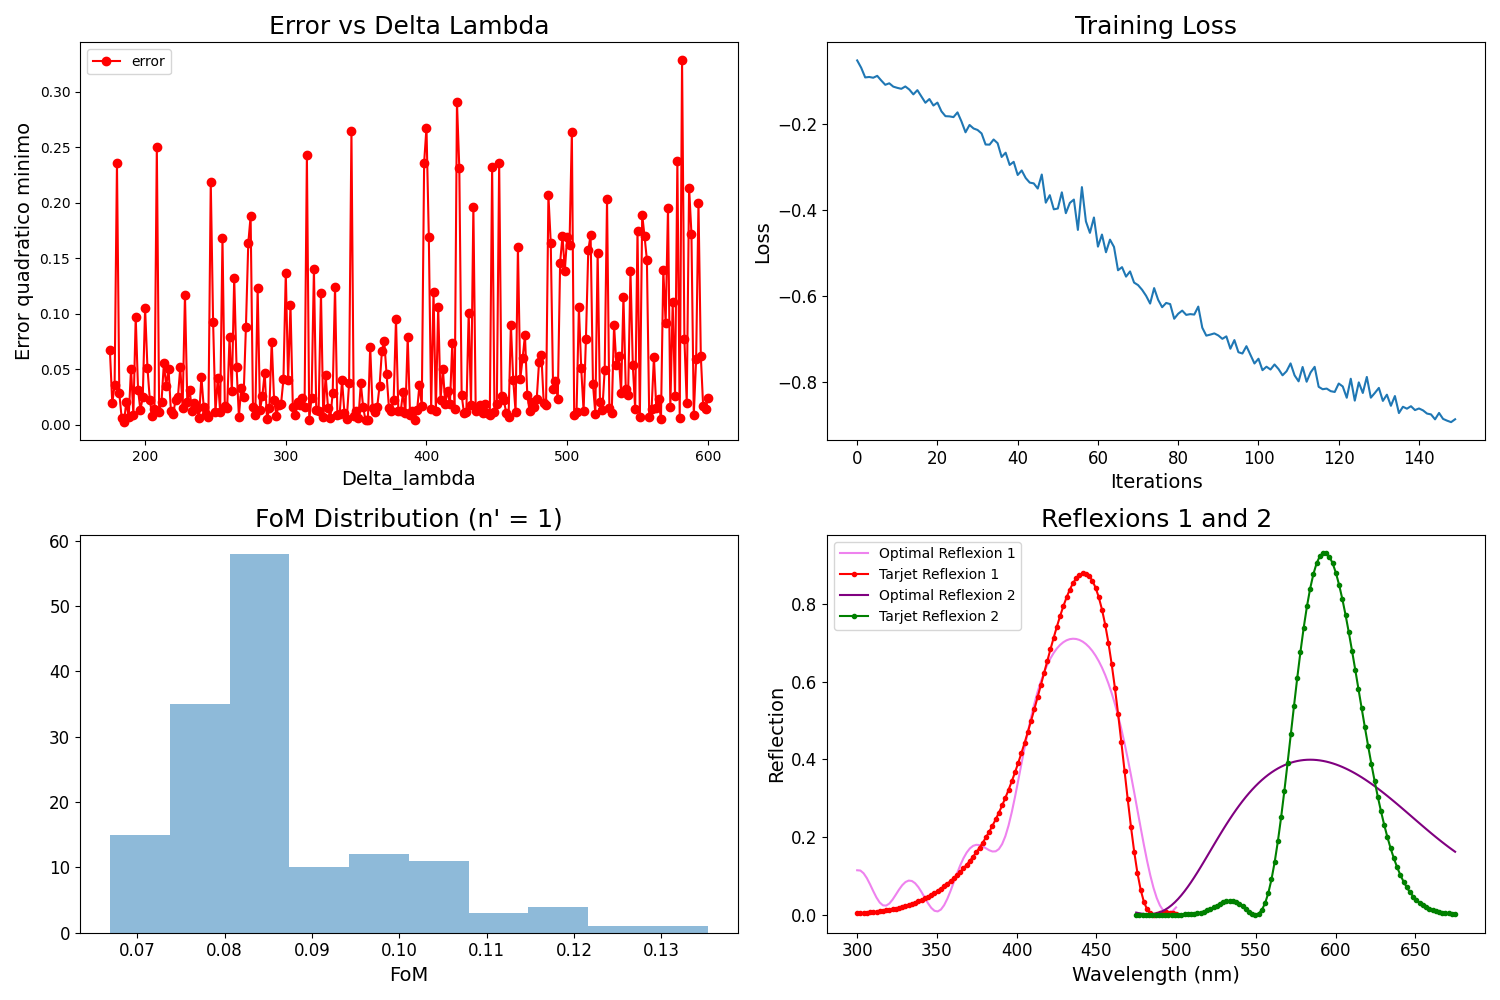 Error vs Delta Lambda
error
Error quadratico minimo
0.30
0.25
0.20
0.15
0.10
0.05
0.00
200 300 400 500 600
Delta_lambda
Training Loss
Loss
−0.2
−0.4
−0.6
−0.8
0 20 40 60 80 100 120 140
Iterations
FoM Distribution (n' = 1)
60
50
40
30
20
10
0
0.07 0.08 0.09 0.10 0.11 0.12 0.13
FoM
Reflexions 1 and 2
Optimal Reflexion 1
Tarjet Reflexion 1
Optimal Reflexion 2
Tarjet Reflexion 2
Reflection
0.8
0.6
0.4
0.2
0.0
300 350 400 450 500 550 600 650
Wavelength (nm)